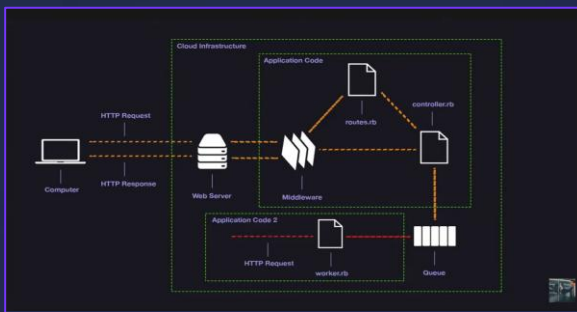 Cloud Infrastructure
Application Code
controller.rb
HTTP Request
routes.rb
HTTP Response
Computer
Web Server
Middleware
Application Code 2
HTTP Request
worker.rb
Queue